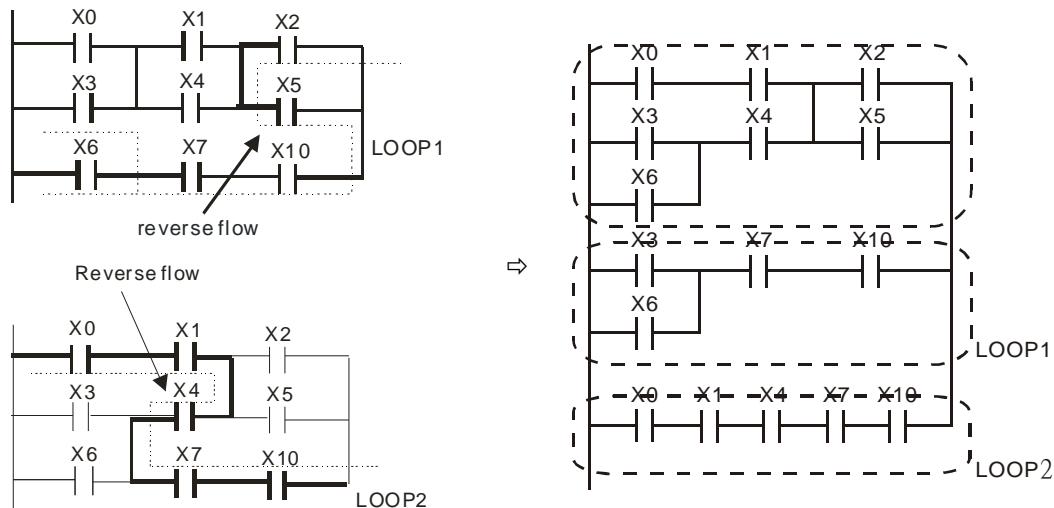 X0 X1 X2
X3 X4 X5
X6 X7 X10
LOOP1
reverse flow
Reverse flow
X0 X1 X2
X3 X4 X5
X6 X7 X10
LOOP2
⇨
X0 X1 X2
X3 X4 X5
X6
X3 X7 X10
X6
LOOP1
X0 X1 X4 X7 X10
LOOP2